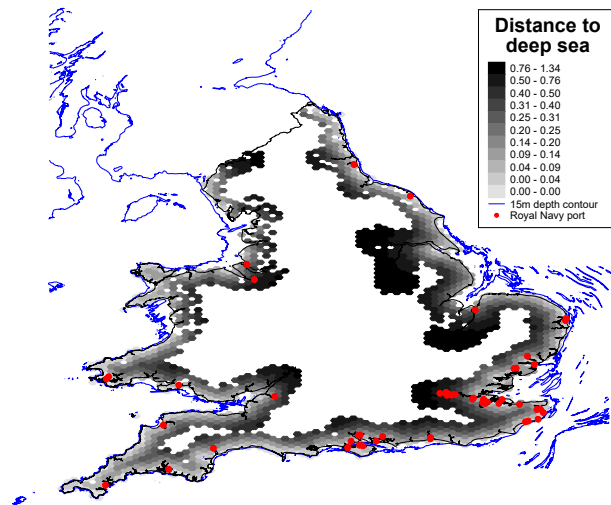 Distance to
deep sea
0.76 - 1.34
0.50 - 0.76
0.40 - 0.50
0.31 - 0.40
0.25 - 0.31
0.20 - 0.25
0.14 - 0.20
0.09 - 0.14
0.04 - 0.09
0.00 - 0.04
0.00 - 0.00
15m depth contour
Royal Navy port